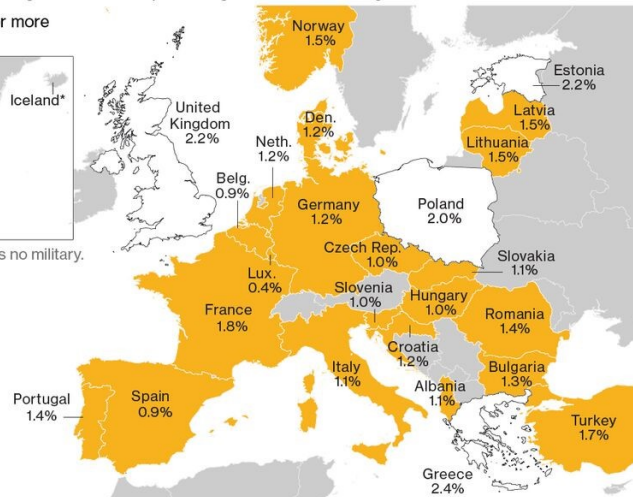 r more
Norway
1.5%
Iceland*
Estonia
2.2%
United
Kingdom
2.2%
Den.
1.2%
Latvia
1.5%
Neth.
1.2%
Lithuania
1.5%
Belg.
0.9%
Germany
1.2%
Poland
2.0%
s no military.
Czech Rep.
1.0%
Slovakia
1.1%
Lux.
0.4%
Slovenia
1.0%
Hungary
1.0%
France
1.8%
Romania
1.4%
Croatia
1.2%
Italy
1.1%
Bulgaria
1.3%
Albania
1.1%
Portugal
1.4%
Spain
0.9%
Turkey
1.7%
Greece
2.4%